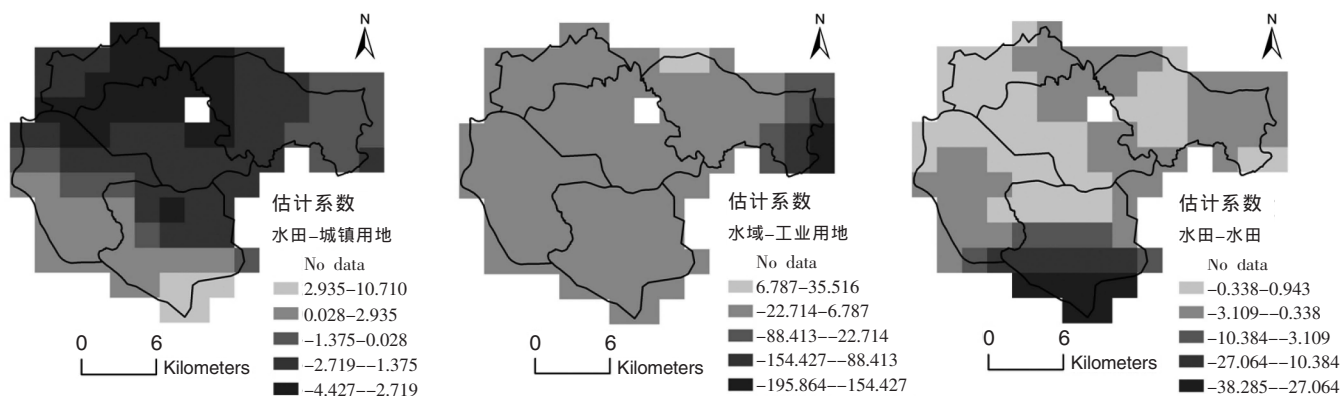 N
估计系数
水田-城镇用地
No data
2.935-10.710
0.028-2.935
-1.375-0.028
-2.719--1.375
-4.427--2.719
0 6
Kilometers
N
估计系数
水域-工业用地
No data
6.787-35.516
-22.714-6.787
-88.413--22.714
-154.427--88.413
-195.864--154.427
0 6
Kilometers
N
估计系数
水田-水田
No data
-0.338-0.943
-3.109--0.338
-10.384--3.109
-27.064--10.384
-38.285--27.064
0 6
Kilometers